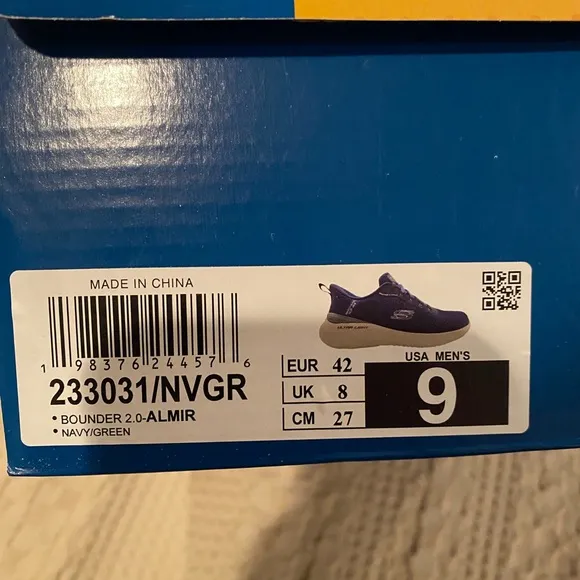 MADE IN CHINA
1 98376 24457 6
233031/NVGR
• BOUNDER 2.0-ALMIR
• NAVY/GREEN
EUR 42
UK 8
CM 27
USA MEN'S
9